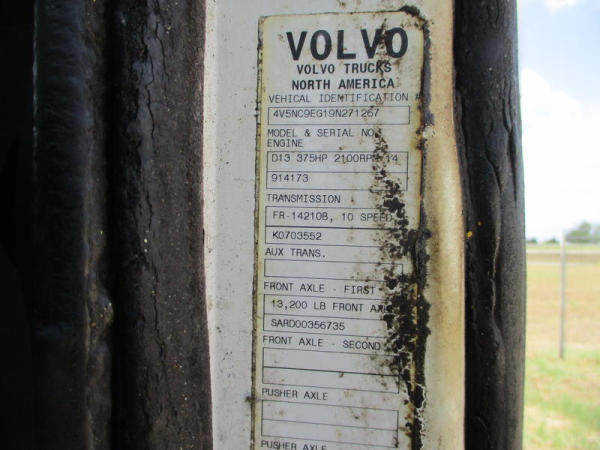 VOLVO
VOLVO TRUCKS
NORTH AMERICA
VEHICAL IDENTIFICATION #
4V5NC9EG19N271267
MODEL & SERIAL NO.
ENGINE
D13 375HP 2100RPM 14
914173
TRANSMISSION
FR-14210B, 10 SPEED
K0703552
AUX TRANS.
FRONT AXLE - FIRST
13,200 LB FRONT AXLE
SARD00356735
FRONT AXLE - SECOND
PUSHER AXLE
PUSHER AXLE